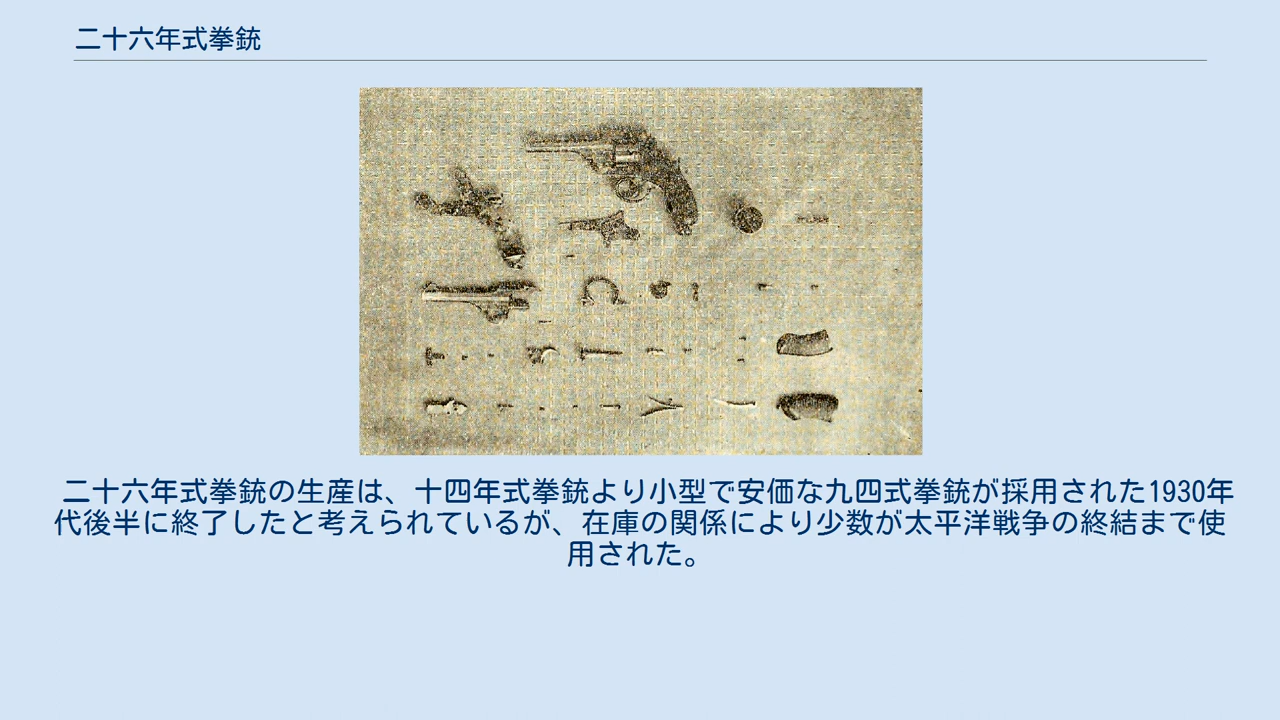 二十六年式拳銃
二十六年式拳銃の生産は、十四年式拳銃より小型で安価な九四式拳銃が採用された1930年
代後半に終了したと考えられているが、在庫の関係により少数が太平洋戦争の終結まで使
用された。